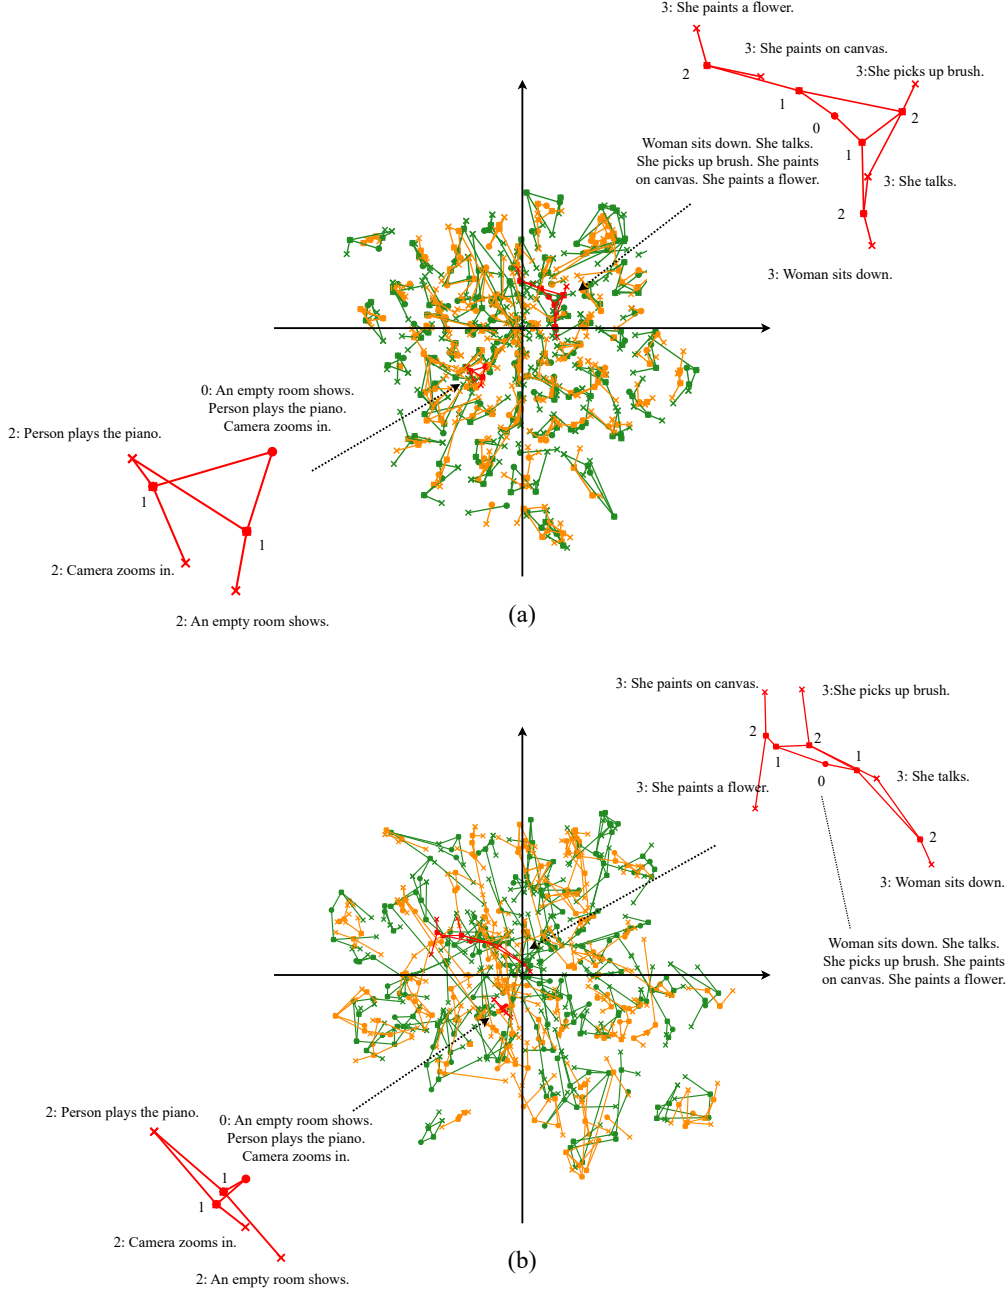 3: She paints a flower.
3: She paints on canvas.
3:She picks up brush.
2
1
2
0
1
Woman sits down. She talks.
She picks up brush. She paints
on canvas. She paints a flower.
3: She talks.
2
3: Woman sits down.
0: An empty room shows.
Person plays the piano.
Camera zooms in.
2: Person plays the piano.
1
1
2: Camera zooms in.
2: An empty room shows.
(a)
3: She paints on canvas.
3:She picks up brush.
2
2
1
1
0
3: She talks.
3: She paints a flower.
2
3: Woman sits down.
Woman sits down. She talks.
She picks up brush. She paints
on canvas. She paints a flower.
2: Person plays the piano.
0: An empty room shows.
Person plays the piano.
Camera zooms in.
1
1
2: Camera zooms in.
2: An empty room shows.
(b)